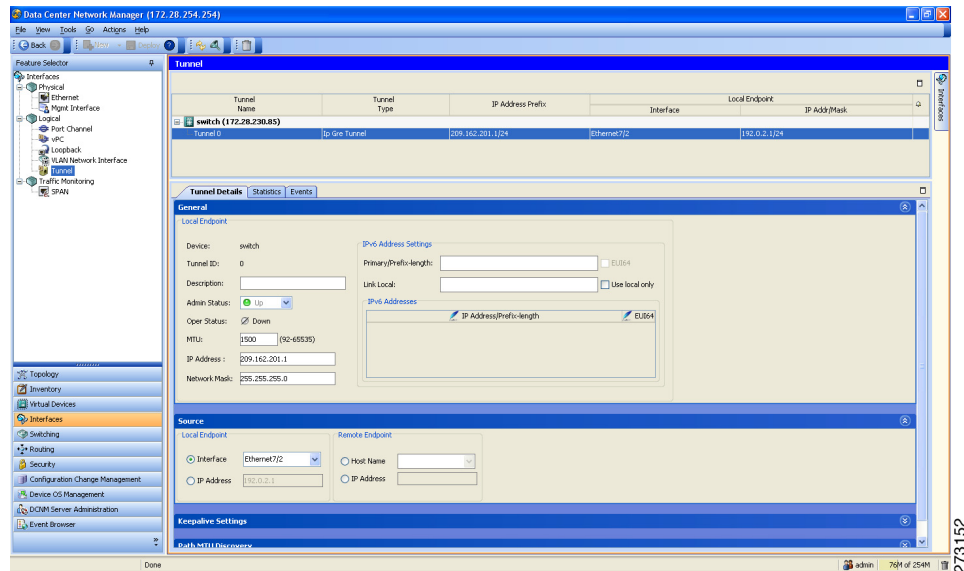 Data Center Network Manager (172.28.254.254)
File View Tools Go Actions Help
Back New Deploy
Feature Selector
Interfaces
Physical
Ethernet
Mgmt Interface
Logical
Port Channel
vPC
Loopback
VLAN Network Interface
Tunnel
Traffic Monitoring
SPAN
Topology
Inventory
Virtual Devices
Interfaces
Switching
Routing
Security
Configuration Change Management
Device OS Management
DCNM Server Administration
Event Browser
Tunnel
Tunnel Name Tunnel Type IP Address Prefix Local Endpoint
Interface IP Addr/Mask
switch (172.28.230.85)
Tunnel 0 Ip Gre Tunnel 209.162.201.1/24 Ethernet7/2 192.0.2.1/24
Interfaces
Tunnel Details Statistics Events
General
Local Endpoint
Device: switch
Tunnel ID: 0
Description:
Admin Status: Up
Oper Status: Down
MTU: 1500 (92-65535)
IP Address : 209.162.201.1
Network Mask: 255.255.255.0
IPv6 Address Settings
Primary/Prefix-length: EUI64
Link Local: Use local only
IPv6 Addresses
IP Address/Prefix-length EUI64
Source
Local Endpoint
Interface Ethernet7/2
IP Address 192.0.2.1
Remote Endpoint
Host Name
IP Address
Keepalive Settings
Path MTU Discovery
Done
admin 76M of 254M
273152